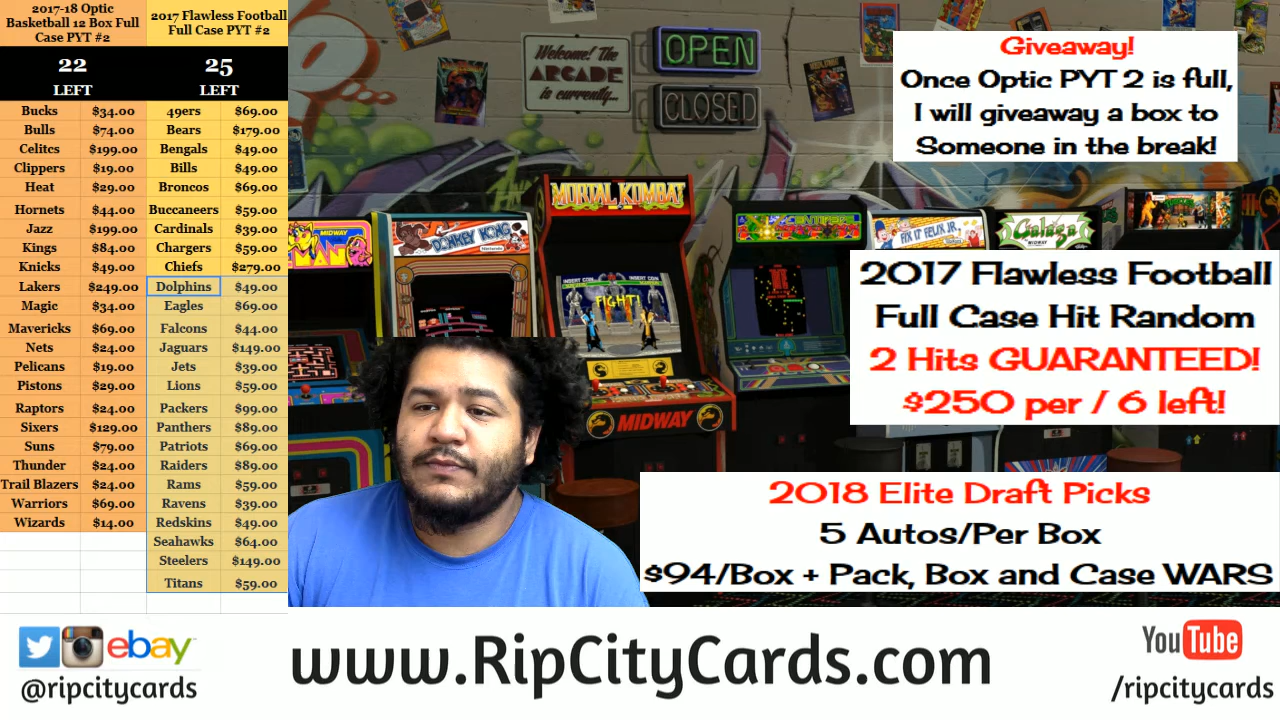 2017-18 Optic
Basketball 12 Box Full
Case PYT #2
2017 Flawless Football
Full Case PYT #2
22
LEFT
25
LEFT
Bucks $34.00 49ers $69.00
Bulls $74.00 Bears $179.00
Celitcs $199.00 Bengals $49.00
Clippers $19.00 Bills $49.00
Heat $29.00 Broncos $69.00
Hornets $44.00 Buccaneers $59.00
Jazz $199.00 Cardinals $39.00
Kings $84.00 Chargers $59.00
Knicks $49.00 Chiefs $279.00
Lakers $249.00 Dolphins $49.00
Magic $34.00 Eagles $69.00
Mavericks $69.00 Falcons $44.00
Nets $24.00 Jaguars $149.00
Pelicans $19.00 Jets $39.00
Pistons $29.00 Lions $59.00
Raptors $24.00 Packers $99.00
Sixers $129.00 Panthers $89.00
Suns $79.00 Patriots $69.00
Thunder $24.00 Raiders $89.00
Trail Blazers $24.00 Rams $59.00
Warriors $69.00 Ravens $39.00
Wizards $14.00 Redskins $49.00
Seahawks $64.00
Steelers $149.00
Titans $59.00
Welcome! The
ARCADE
is currently...
OPEN
CLOSED
Giveaway!
Once Optic PYT 2 is full,
I will giveaway a box to
Someone in the break!
MIDWAY
DONKEY KONG
Nintendo
MORTAL KOMBAT
INSERT COIN INSERT COIN
FIGHT!
MIDWAY
CENTIPEDE
FIX IT FELIX JR.
Galaga
MIDWAY
2017 Flawless Football
Full Case Hit Random
2 Hits GUARANTEED!
$250 per / 6 left!
2018 Elite Draft Picks
5 Autos/Per Box
$94/Box + Pack, Box and Case WARS
ebay
@ripcitycards
www.RipCityCards.com
YouTube
/ripcitycards